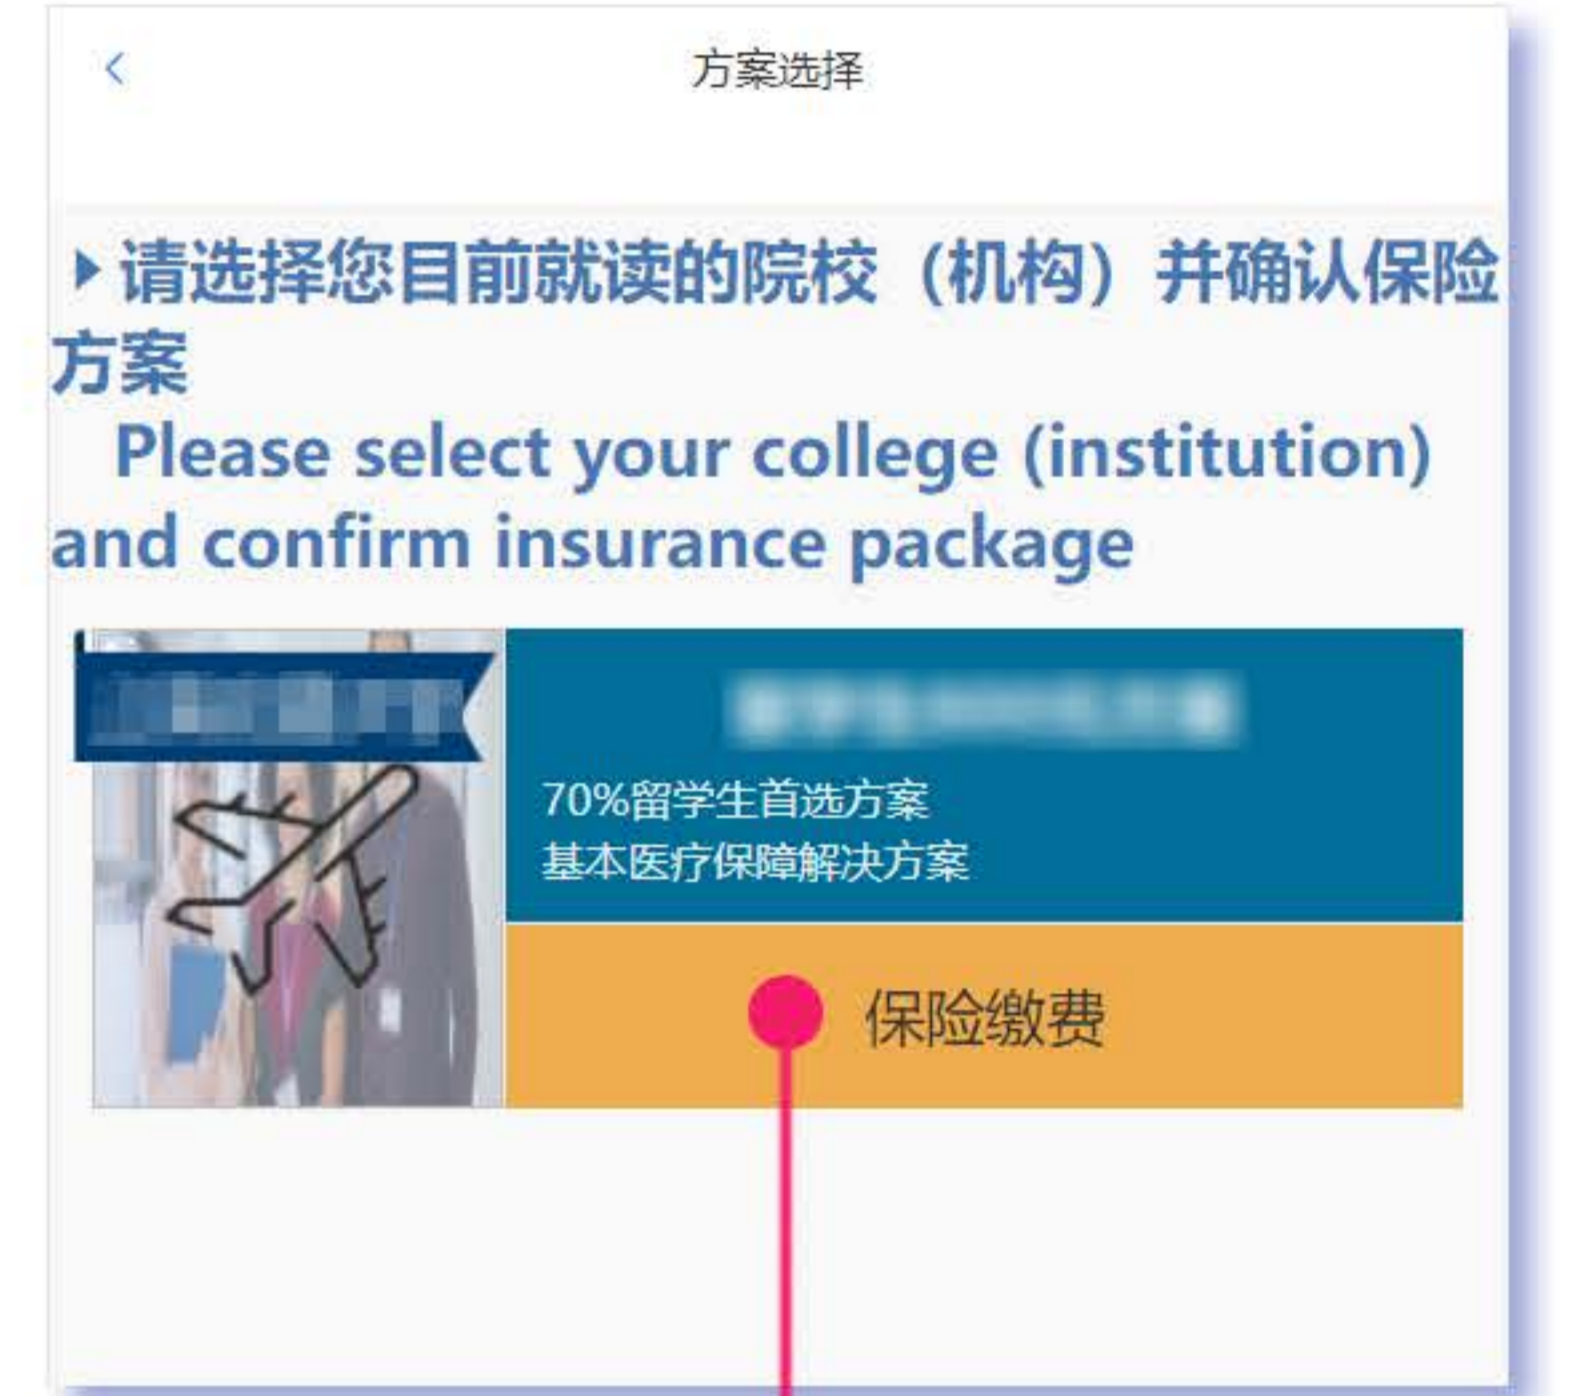 方案选择
请选择您目前就读的院校（机构）并确认保险
方案
Please select your college (institution)
and confirm insurance package
70%留学生首选方案
基本医疗保障解决方案
保险缴费